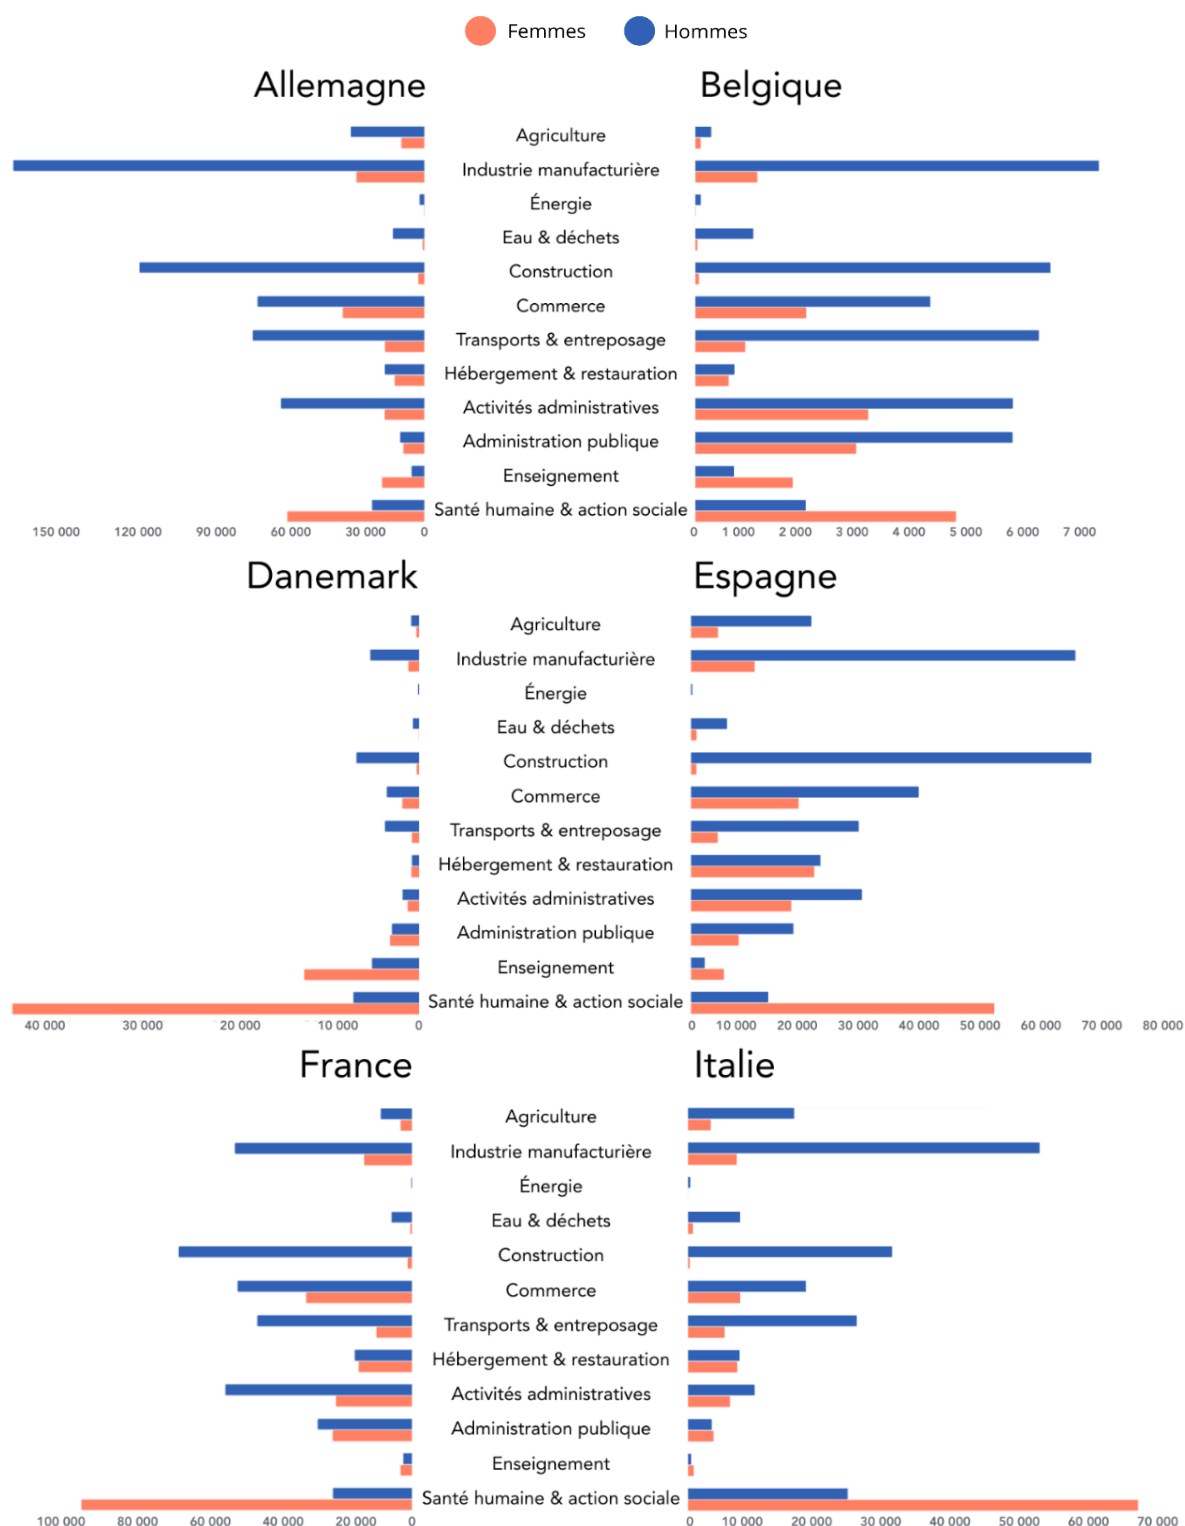 Femmes Hommes
Allemagne Belgique
Agriculture
Industrie manufacturière
Énergie
Eau & déchets
Construction
Commerce
Transports & entreposage
Hébergement & restauration
Activités administratives
Administration publique
Enseignement
Santé humaine & action sociale
150 000 120 000 90 000 60 000 30 000 0 0 1 000 2 000 3 000 4 000 5 000 6 000 7 000
Danemark Espagne
Agriculture
Industrie manufacturière
Énergie
Eau & déchets
Construction
Commerce
Transports & entreposage
Hébergement & restauration
Activités administratives
Administration publique
Enseignement
Santé humaine & action sociale
40 000 30 000 20 000 10 000 0 0 10 000 20 000 30 000 40 000 50 000 60 000 70 000 80 000
France Italie
Agriculture
Industrie manufacturière
Énergie
Eau & déchets
Construction
Commerce
Transports & entreposage
Hébergement & restauration
Activités administratives
Administration publique
Enseignement
Santé humaine & action sociale
100 000 80 000 60 000 40 000 20 000 0 0 10 000 20 000 30 000 40 000 50 000 60 000 70 000